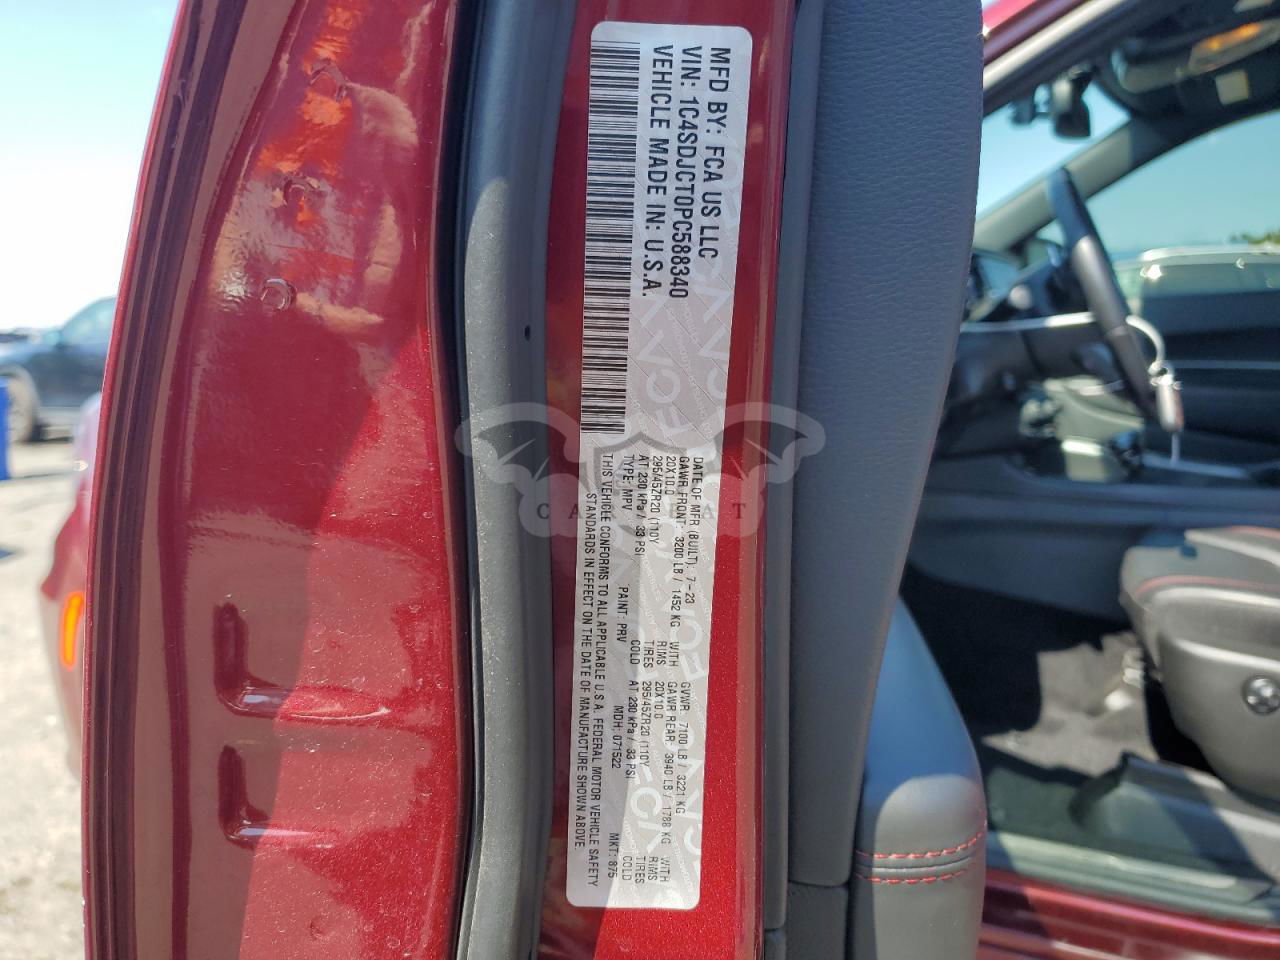 MFD BY: FCA US LLC
VIN: 1C4SDJCT0PC588340
VEHICLE MADE IN: U.S.A.
DATE OF MFR (BUILT): 7-23 GVWR 7100 LB / 3221 KG
GAWR FRONT: 3200 LB / 1452 KG WITH GAWR REAR: 3940 LB / 1788 KG WITH
20X10.0 RIMS 20X10.0 RIMS
295/45ZR20 (110Y TIRES 295/45ZR20 (110Y TIRES
AT 230 kPa / 33 PSI COLD AT 230 kPa / 33 PSI COLD
TYPE: MPV PAINT: PRV MDH: 071522 MKT: 875
THIS VEHICLE CONFORMS TO ALL APPLICABLE U.S.A. FEDERAL MOTOR VEHICLE SAFETY
STANDARDS IN EFFECT ON THE DATE OF MANUFACTURE SHOWN ABOVE.